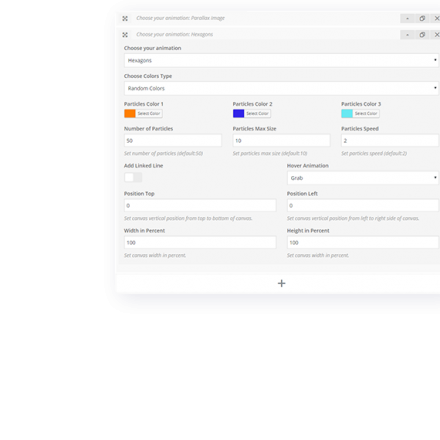 Choose your animation: Parallax Image
Choose your animation: Hexagons
Choose your animation
Hexagons
Choose Colors Type
Random Colors
Particles Color 1
Particles Color 2
Particles Color 3
Select Color
Select Color
Select Color
Number of Particles
Particles Max Size
Particles Speed
50
10
2
Set number of particles (default:50)
Set particles max size (default:10)
Set particles speed (default:2)
Add Linked Line
Hover Animation
Grab
Position Top
Position Left
0
0
Set canvas vertical position from top to bottom of canvas.
Set canvas vertical position from left to right side of canvas.
Width in Percent
Height in Percent
100
100
Set canvas width in percent.
Set canvas width in percent.